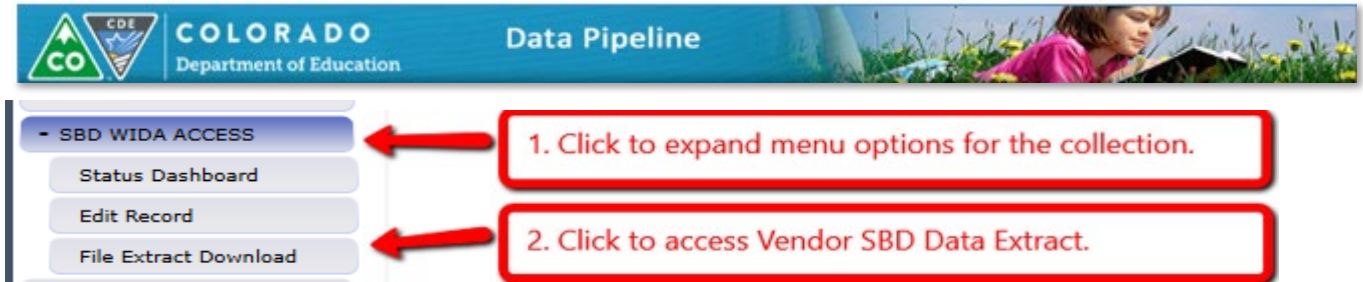 CDE
CO
COLORADO
Department of Education
Data Pipeline
- SBD WIDA ACCESS
1. Click to expand menu options for the collection.
Status Dashboard
Edit Record
2. Click to access Vendor SBD Data Extract.
File Extract Download